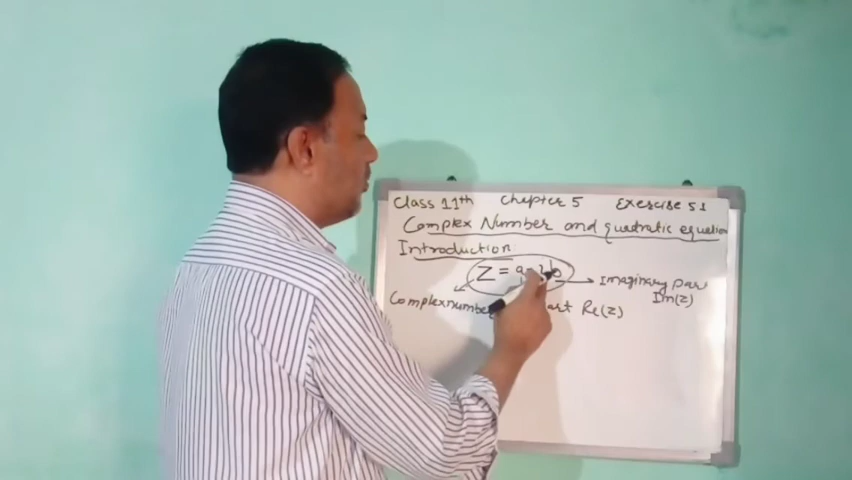 Class 11th Chapter 5 Exercise 5.1
Complex Number and quadratic equation
Introduction
Z = a
Imaginary part
Im(z)
Complex number
Re(z)